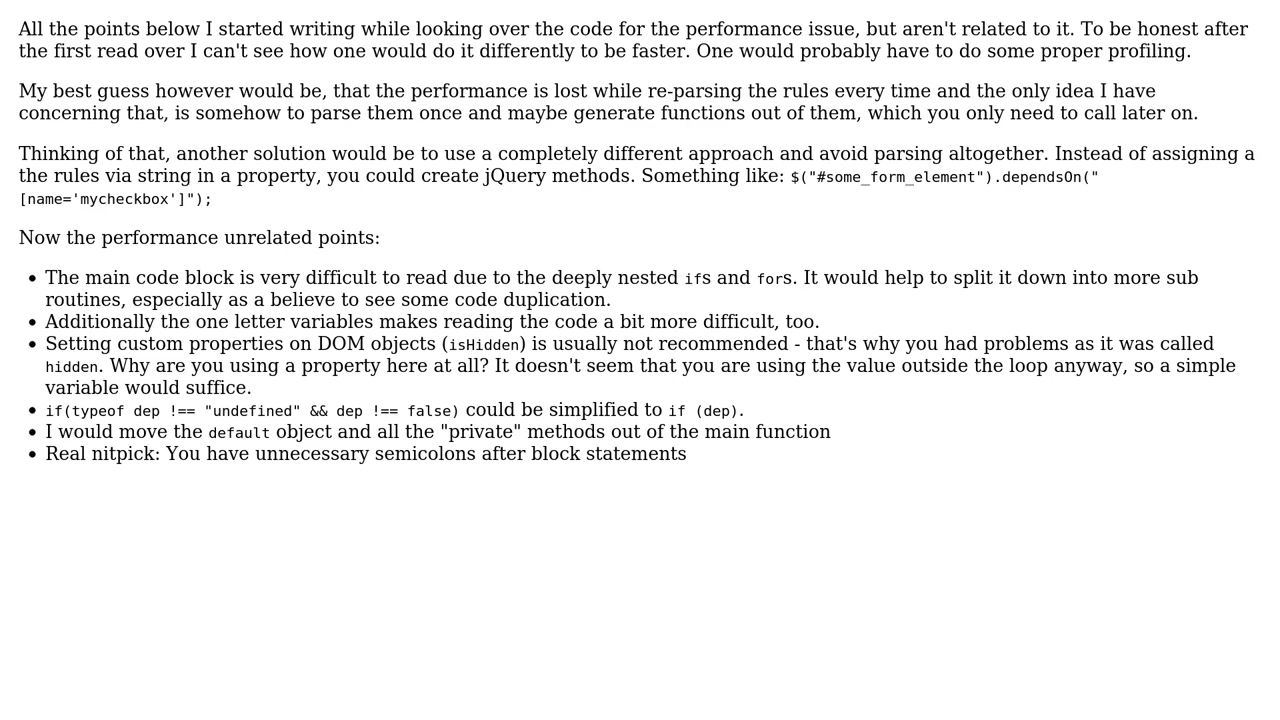 All the points below I started writing while looking over the code for the performance issue, but aren't related to it. To be honest after
the first read over I can't see how one would do it differently to be faster. One would probably have to do some proper profiling.
My best guess however would be, that the performance is lost while re-parsing the rules every time and the only idea I have
concerning that, is somehow to parse them once and maybe generate functions out of them, which you only need to call later on.
Thinking of that, another solution would be to use a completely different approach and avoid parsing altogether. Instead of assigning a
the rules via string in a property, you could create jQuery methods. Something like: $("#some_form_element").dependsOn("
[name='mycheckbox']");
Now the performance unrelated points:
• The main code block is very difficult to read due to the deeply nested ifs and fors. It would help to split it down into more sub
routines, especially as a believe to see some code duplication.
• Additionally the one letter variables makes reading the code a bit more difficult, too.
• Setting custom properties on DOM objects (isHidden) is usually not recommended - that's why you had problems as it was called
hidden. Why are you using a property here at all? It doesn't seem that you are using the value outside the loop anyway, so a simple
variable would suffice.
• if(typeof dep !== "undefined" && dep !== false) could be simplified to if (dep).
• I would move the default object and all the "private" methods out of the main function
• Real nitpick: You have unnecessary semicolons after block statements